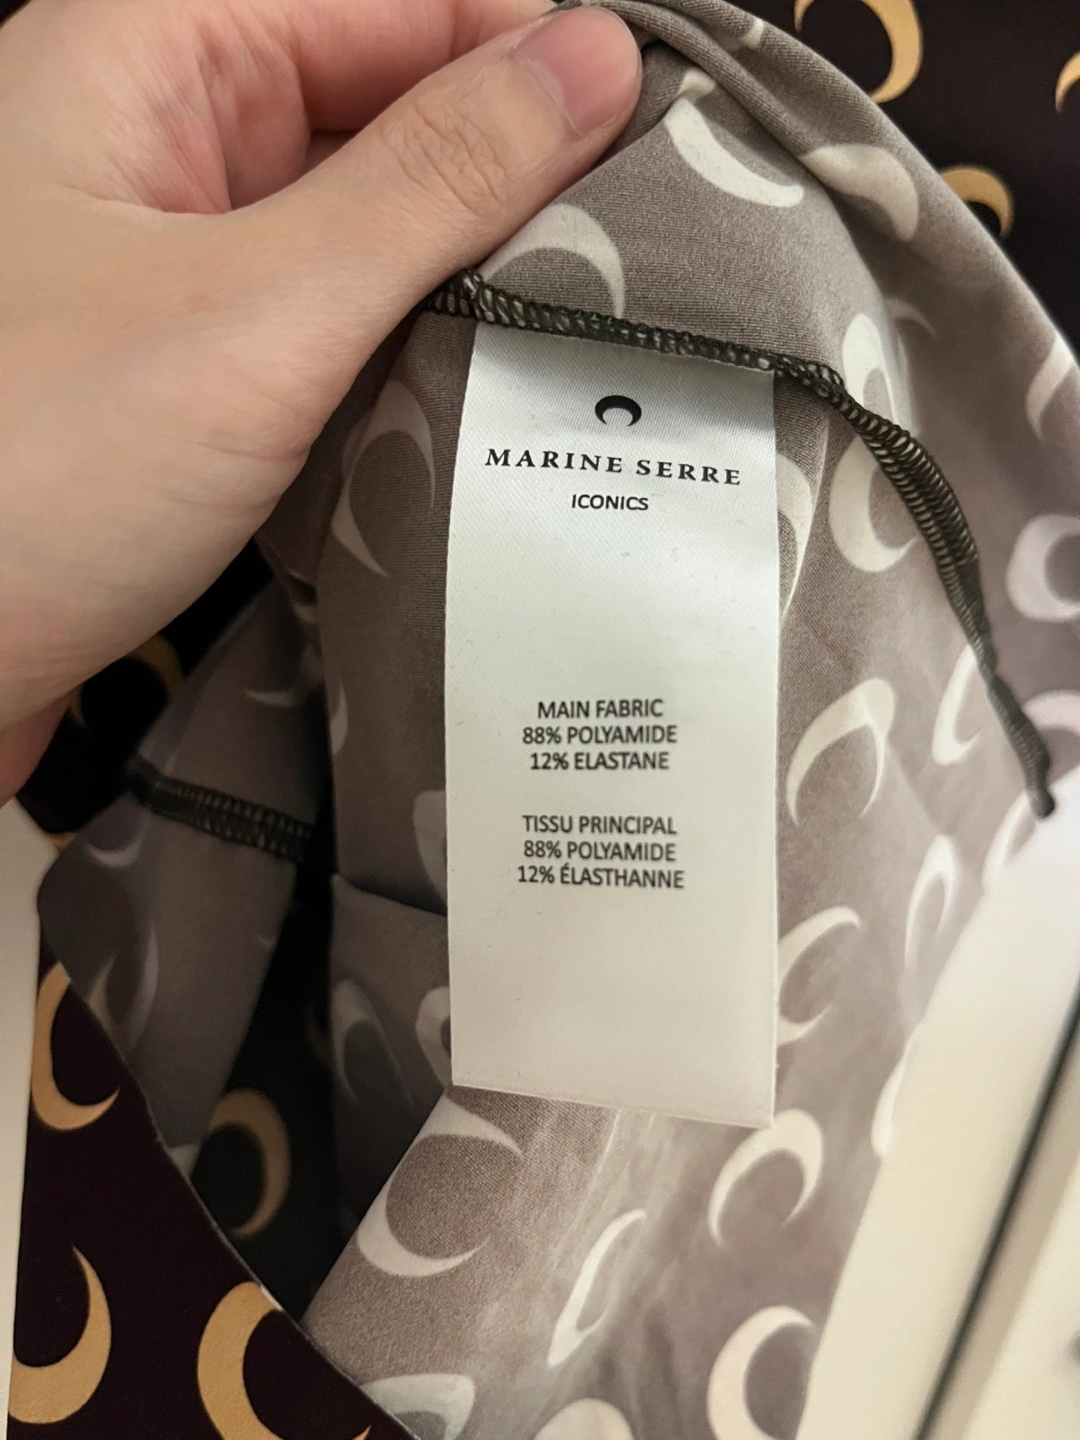 MARINE SERRE
ICONICS
MAIN FABRIC
88% POLYAMIDE
12% ELASTANE
TISSU PRINCIPAL
88% POLYAMIDE
12% ÉLASTHANNE